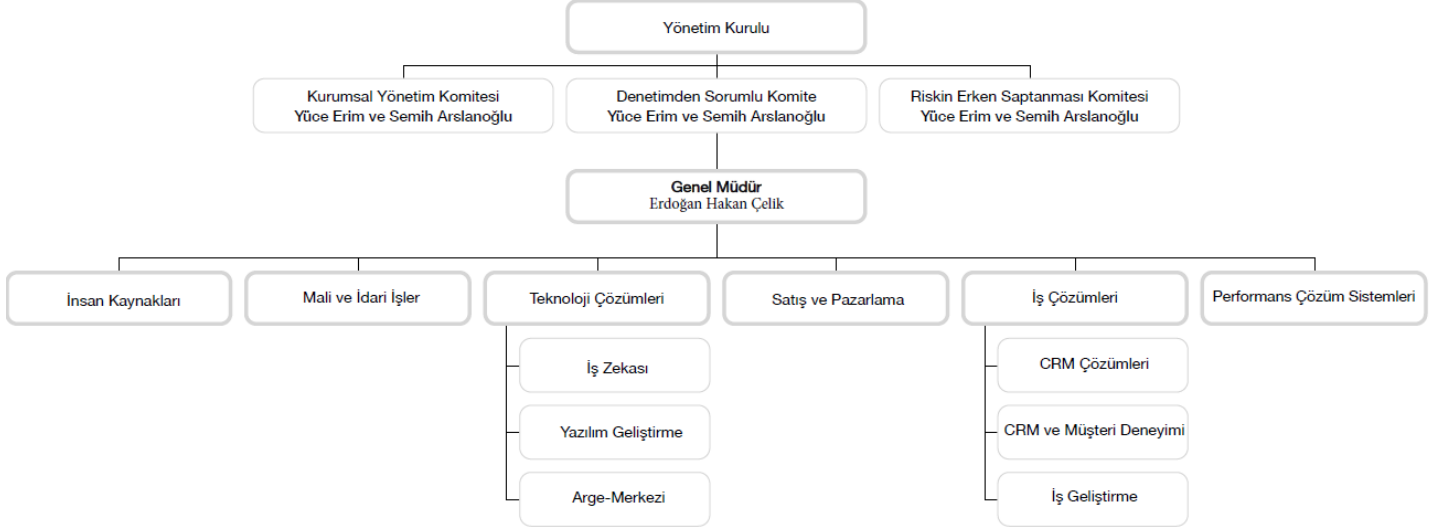 Yönetim Kurulu
Kurumsal Yönetim Komitesi
Yüce Erim ve Semih Arslanoğlu
Denetimden Sorumlu Komite
Yüce Erim ve Semih Arslanoğlu
Riskin Erken Saptanması Komitesi
Yüce Erim ve Semih Arslanoğlu
Genel Müdür
Erdoğan Hakan Çelik
İnsan Kaynakları
Mali ve İdari İşler
Teknoloji Çözümleri
Satış ve Pazarlama
İş Çözümleri
Performans Çözüm Sistemleri
İş Zekası
Yazılım Geliştirme
Arge-Merkezi
CRM Çözümleri
CRM ve Müşteri Deneyimi
İş Geliştirme